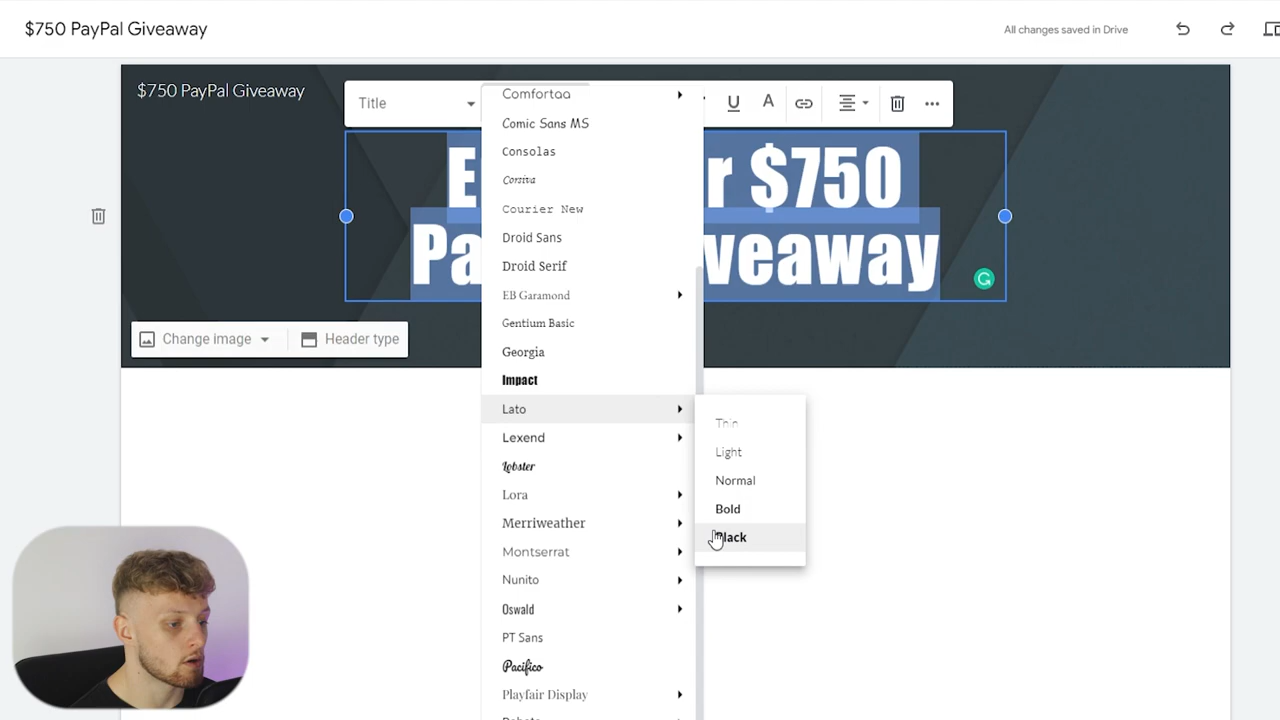 $750 PayPal Giveaway
All changes saved in Drive
$750 PayPal Giveaway
Title
r $750
Pa veaway
Change image
Header type
Comfortaa
Comic Sans MS
Consolas
Corsiva
Courier New
Droid Sans
Droid Serif
EB Garamond
Gentium Basic
Georgia
Impact
Lato
Lexend
Lobster
Lora
Merriweather
Montserrat
Nunito
Oswald
PT Sans
Pacifico
Playfair Display
Thin
Light
Normal
Bold
Black